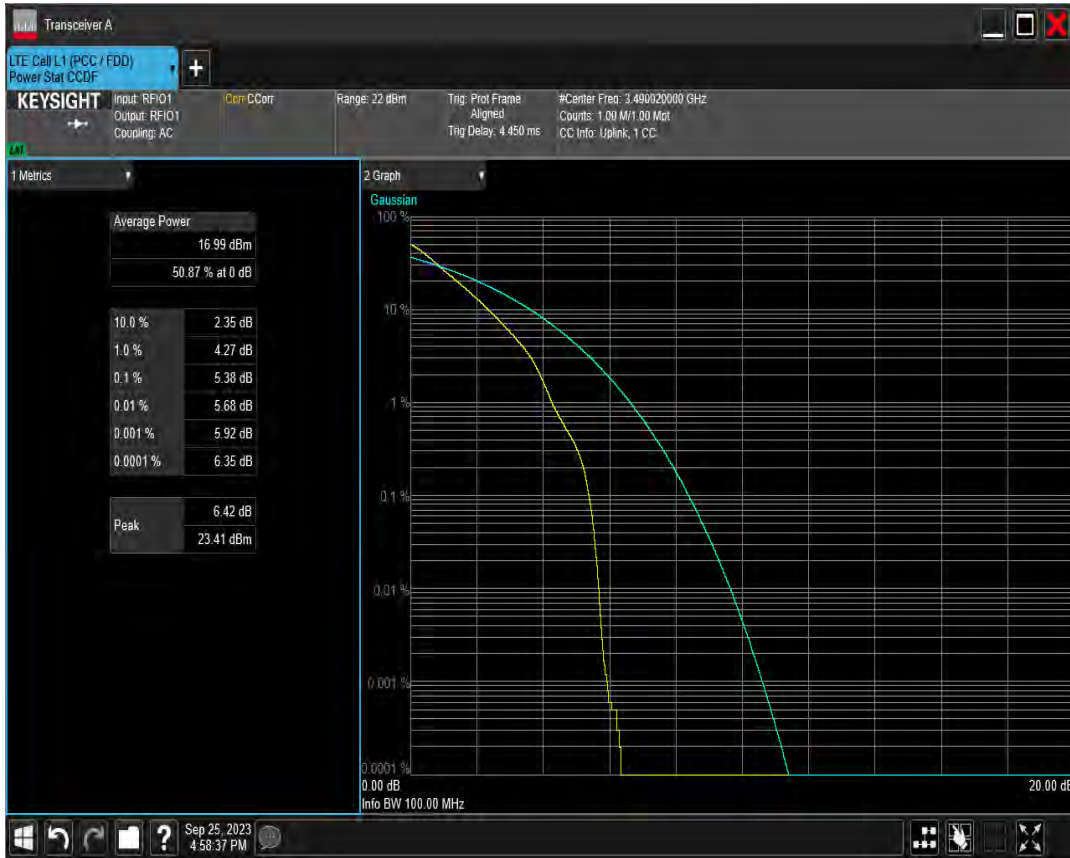 Transceiver A
LTE Cell L1 (PCC / FDD)
Power Stat CCDF
+
KEYSIGHT
Input: RFIO1
Output: RFIO1
Coupling: AC
Corr CCorr
Range: 22 dBm
Trig: Prot Frame
Aligned
Trig Delay: 4.450 ms
#Center Freq: 3.490020000 GHz
Counts: 1.00 M/1.00 Mpt
CC Info: Uplink, 1 CC
1 Metrics
Average Power
16.99 dBm
50.87 % at 0 dB
10.0 % 2.35 dB
1.0 % 4.27 dB
0.1 % 5.38 dB
0.01 % 5.68 dB
0.001 % 5.92 dB
0.0001 % 6.35 dB
Peak 6.42 dB
23.41 dBm
2 Graph
Gaussian
100 %
10 %
1 %
0.1 %
0.01 %
0.001 %
0.0001 %
0.00 dB
20.00 dB
Info BW 100.00 MHz
?
Sep 25, 2023
4:58:37 PM